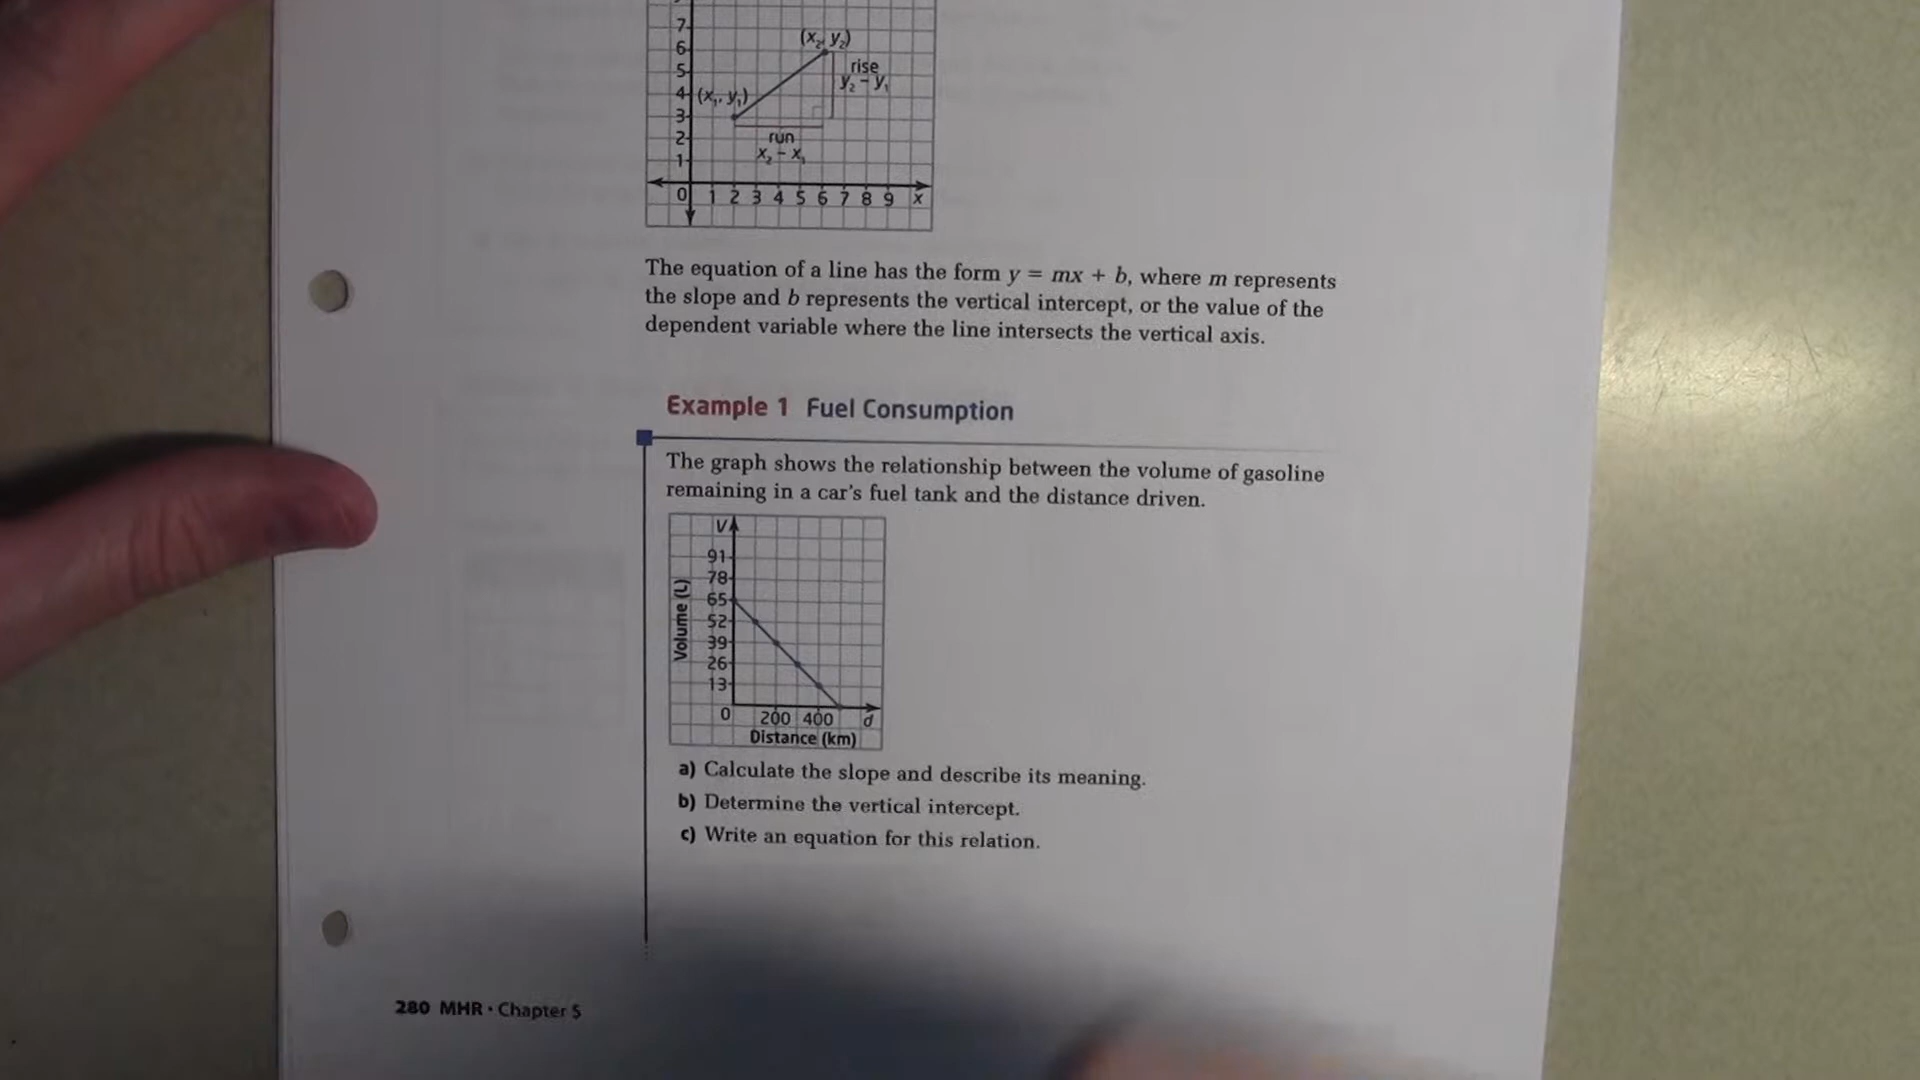 7
6
5
4
3
2
1
(x₂, y₂)
rise
y₂ − y₁
(x₁, y₁)
run
x₂ − x₁
0 1 2 3 4 5 6 7 8 9 x
The equation of a line has the form y = mx + b, where m represents
the slope and b represents the vertical intercept, or the value of the
dependent variable where the line intersects the vertical axis.
Example 1 Fuel Consumption
The graph shows the relationship between the volume of gasoline
remaining in a car's fuel tank and the distance driven.
V
91
78
65
52
39
26
13
Volume (L)
0 200 400 d
Distance (km)
a) Calculate the slope and describe its meaning.
b) Determine the vertical intercept.
c) Write an equation for this relation.
280 MHR • Chapter 5